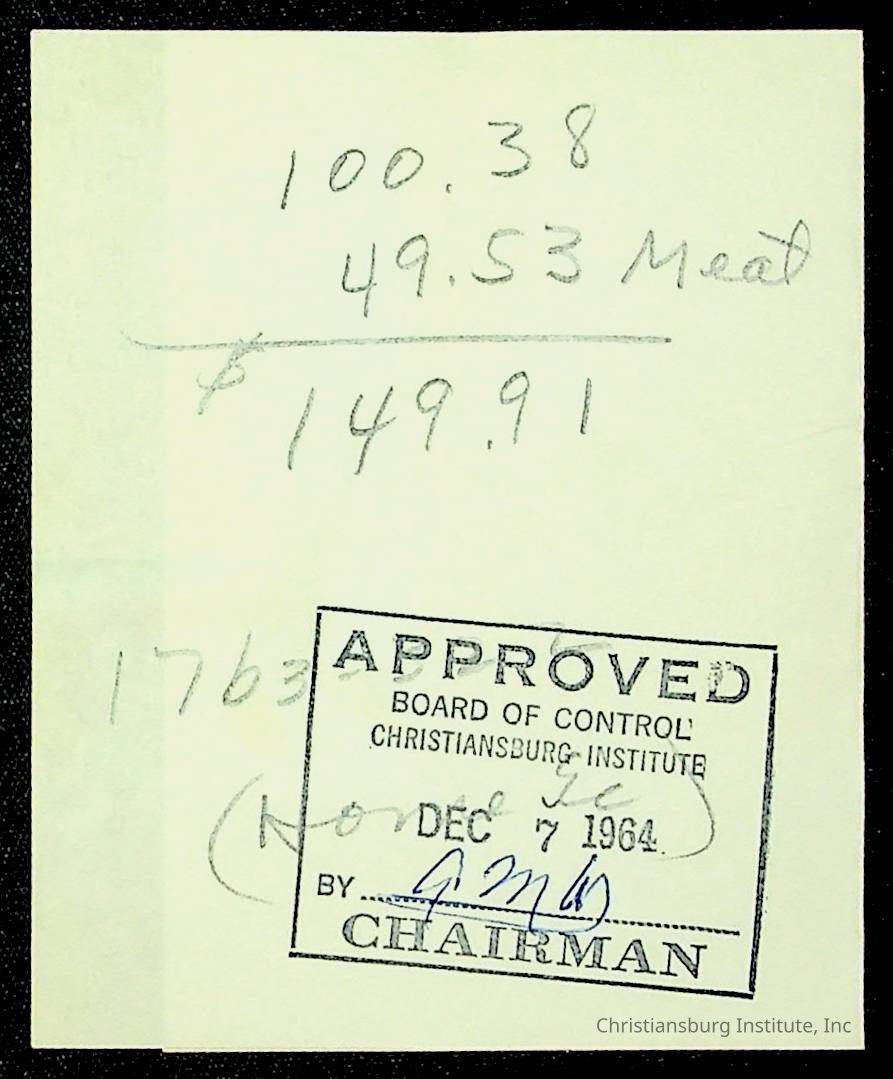 100.38
49.53 Meat
$ 149.91
1763
APPROVED
BOARD OF CONTROL
CHRISTIANSBURG INSTITUTE
(Home Ec)
DEC 7 1964
BY
CHAIRMAN
Christiansburg Institute, Inc